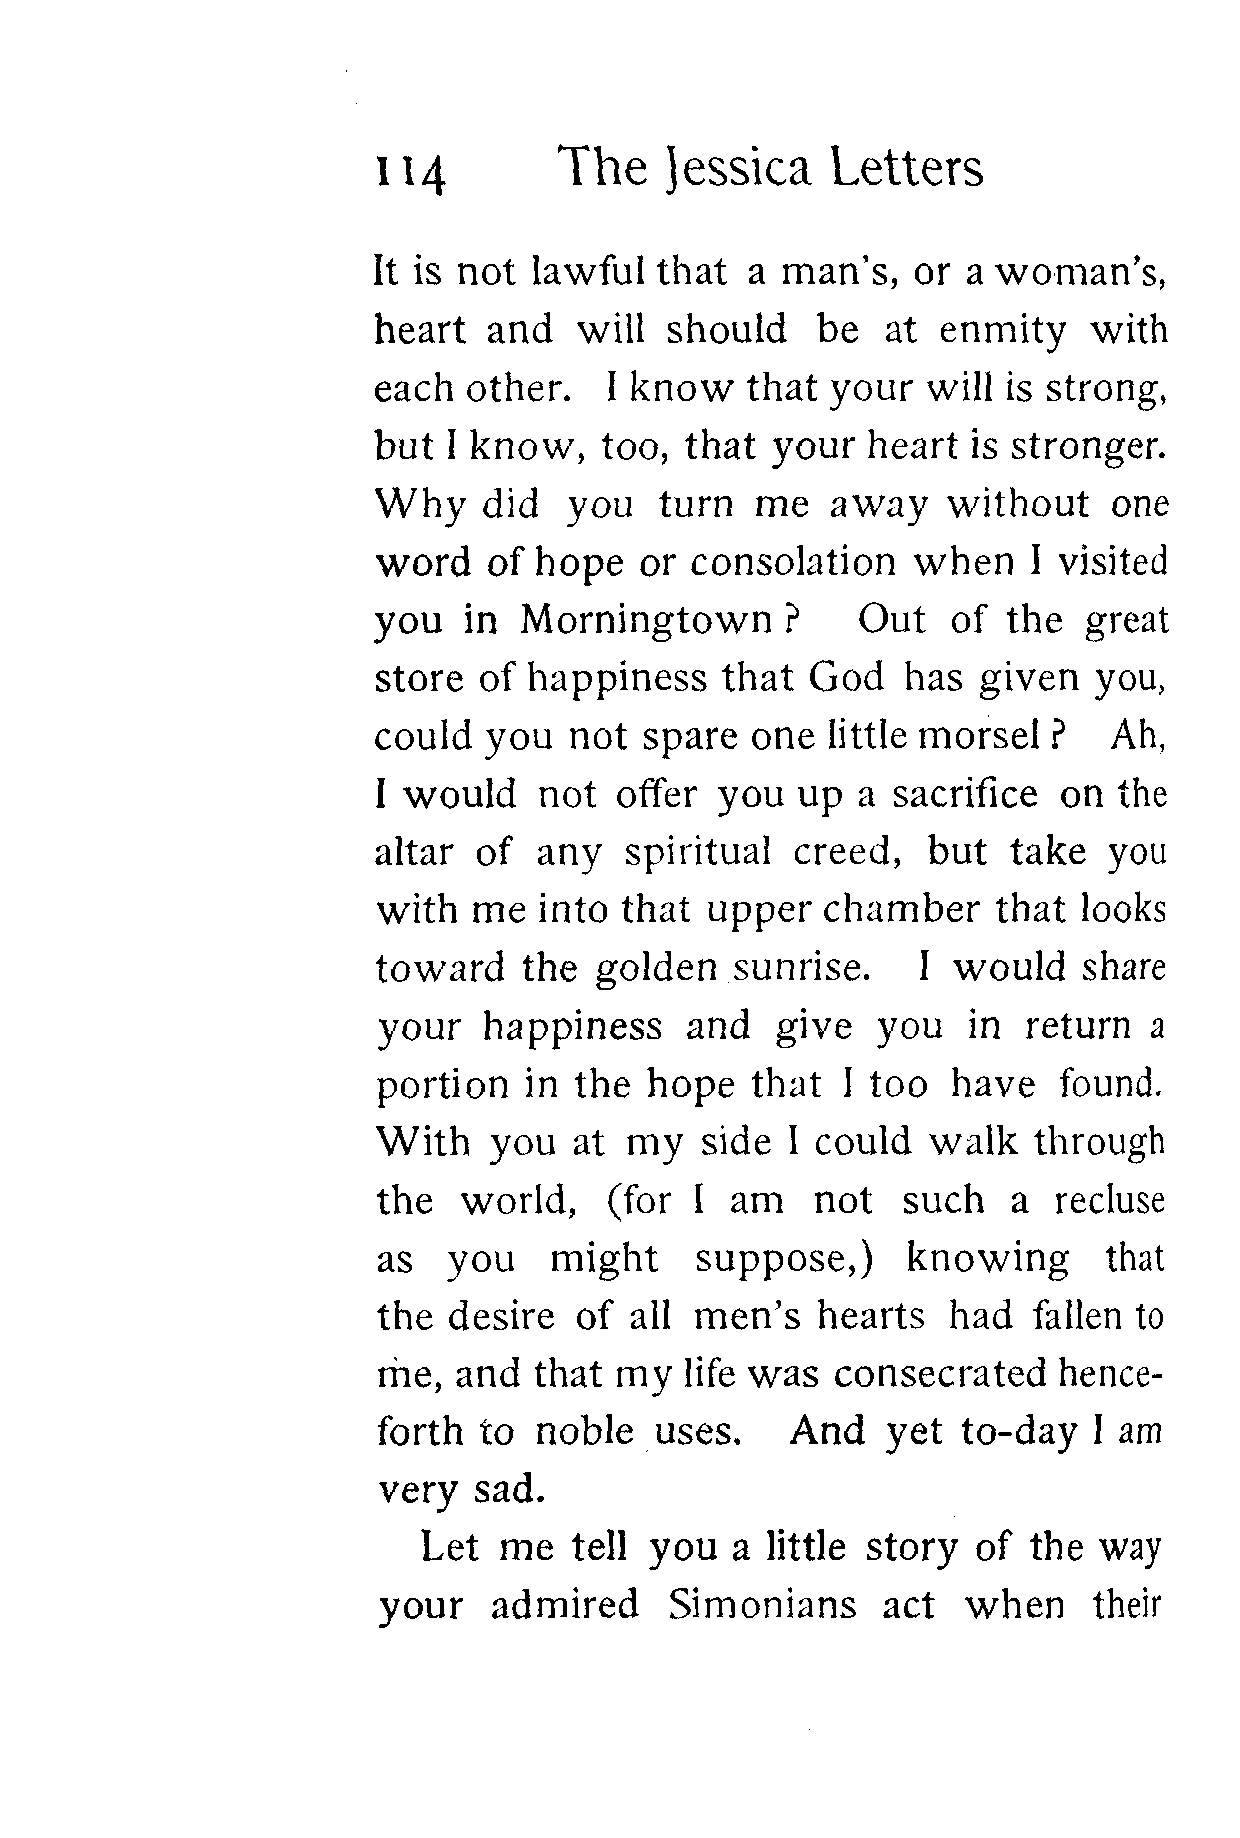 114 The Jessica Letters
It is not lawful that a man's, or a woman's,
heart and will should be at enmity with
each other. I know that your will is strong,
but I know, too, that your heart is stronger.
Why did you turn me away without one
word of hope or consolation when I visited
you in Morningtown ? Out of the great
store of happiness that God has given you,
could you not spare one little morsel ? Ah,
I would not offer you up a sacrifice on the
altar of any spiritual creed, but take you
with me into that upper chamber that looks
toward the golden sunrise. I would share
your happiness and give you in return a
portion in the hope that I too have found.
With you at my side I could walk through
the world, (for I am not such a recluse
as you might suppose,) knowing that
the desire of all men's hearts had fallen to
me, and that my life was consecrated hence-
forth to noble uses. And yet to-day I am
very sad.
Let me tell you a little story of the way
your admired Simonians act when their